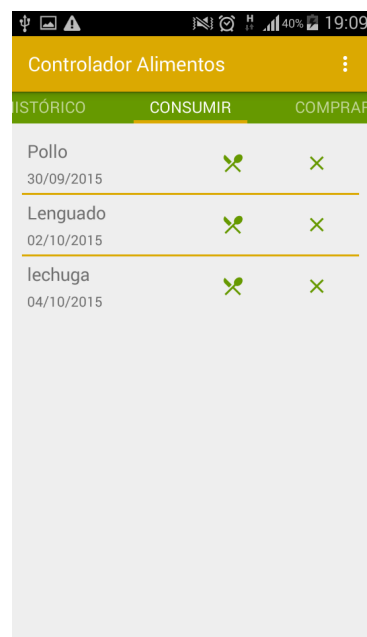 H 40% 19:09
Controlador Alimentos
ISTÓRICO CONSUMIR COMPRAR
Pollo
30/09/2015
Lenguado
02/10/2015
lechuga
04/10/2015